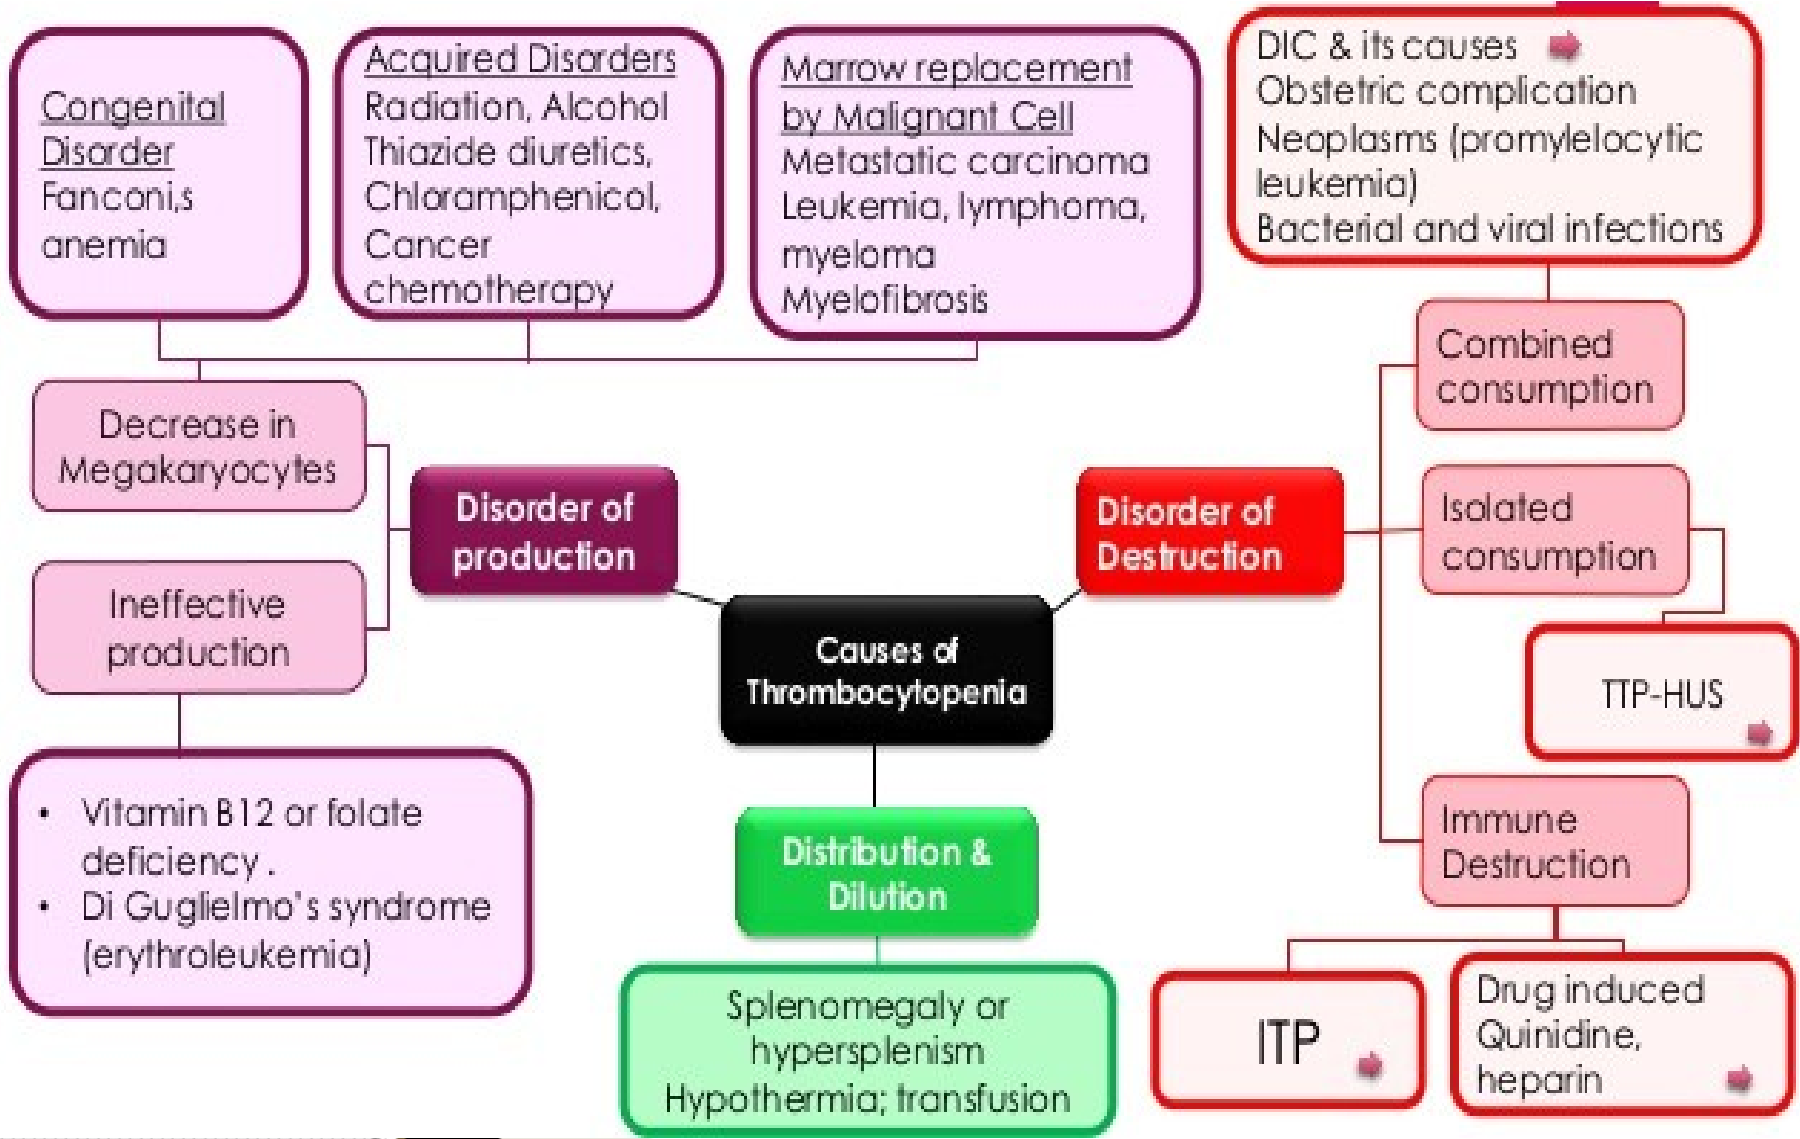 Congenital
Disorder
Fanconi,s
anemia
Acquired Disorders
Radiation, Alcohol
Thiazide diuretics,
Chloramphenicol,
Cancer
chemotherapy
Marrow replacement
by Malignant Cell
Metastatic carcinoma
Leukemia, lymphoma,
myeloma
Myelofibrosis
DIC & its causes
Obstetric complication
Neoplasms (promylelocytic
leukemia)
Bacterial and viral infections
Combined
consumption
Decrease in
Megakaryocytes
Disorder of
production
Disorder of
Destruction
Isolated
consumption
Ineffective
production
Causes of
Thrombocytopenia
TTP-HUS
Vitamin B12 or folate
deficiency .
Di Guglielmo's syndrome
(erythroleukemia)
Distribution &
Dilution
Immune
Destruction
Splenomegaly or
hypersplenism
Hypothermia; transfusion
ITP
Drug induced
Quinidine,
heparin